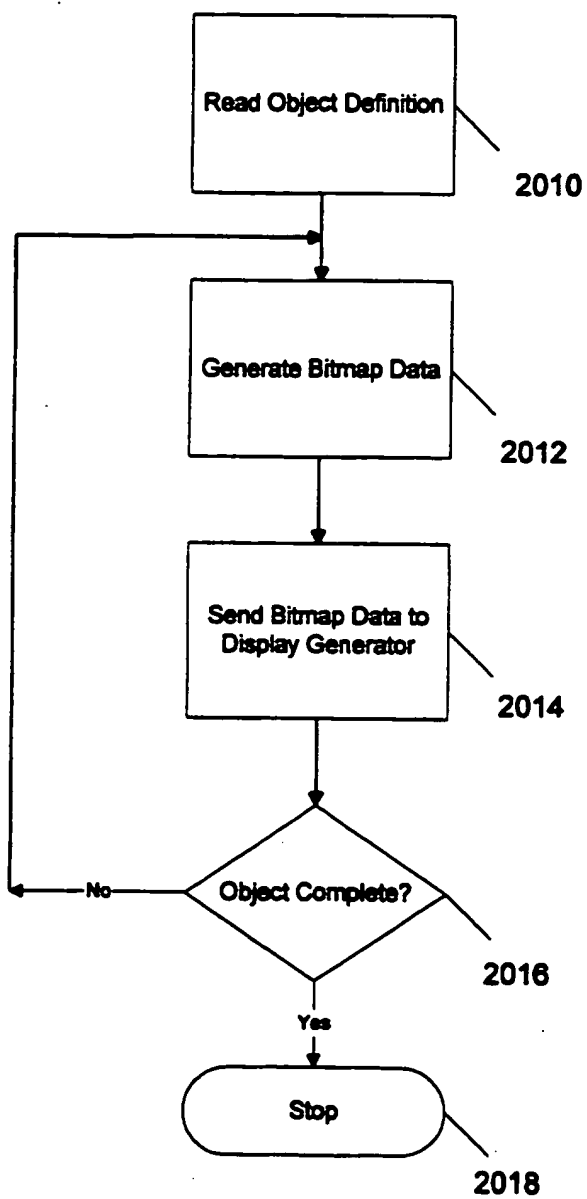 Read Object Definition
2010
Generate Bitmap Data
2012
Send Bitmap Data to
Display Generator
2014
Object Complete?
No
2016
Yes
Stop
2018